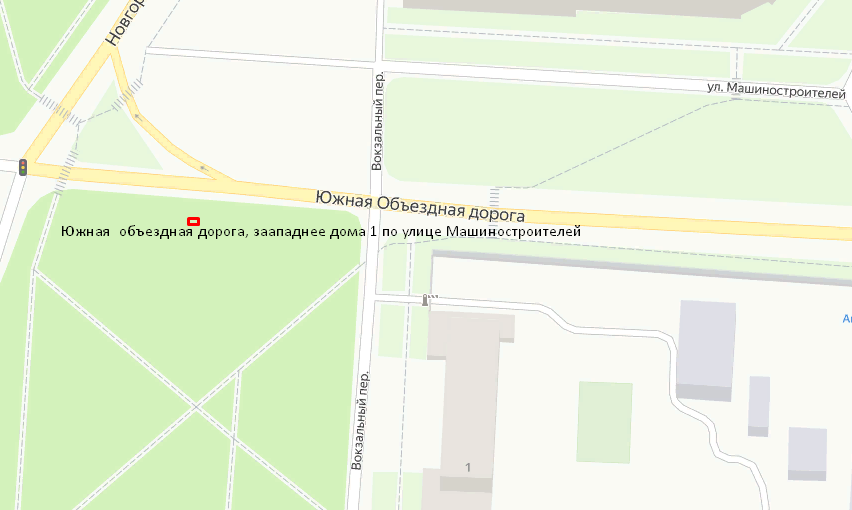 Новгор
Вокзальный пер.
ул. Машиностроителей
Южная Объездная дорога
Южная объездная дорога, заападнее дома 1 по улице Машиностроителей
Вокзальный пер.
1